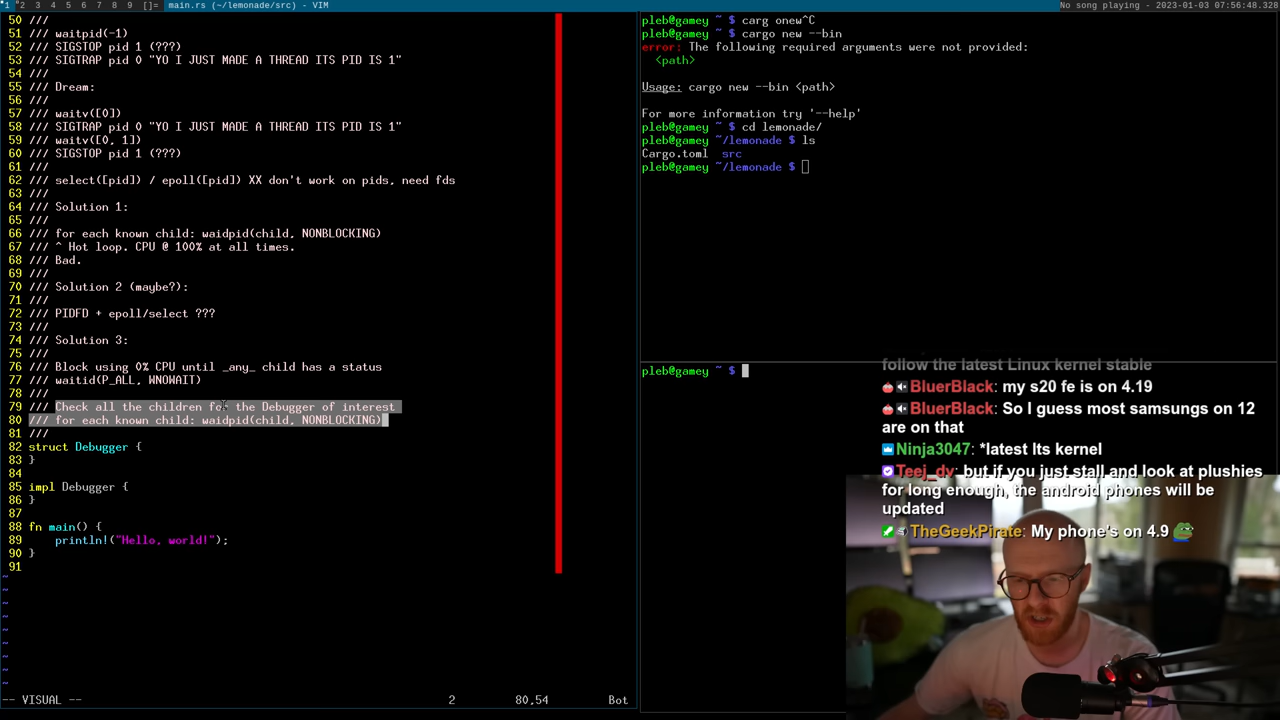 1 2 3 4 5 6 7 8 9 []= main.rs (~/lemonade/src) - VIM
No song playing - 2023-01-03 07:56:48.328
50 ///
51 /// waitpid(-1)
52 /// SIGSTOP pid 1 (???)
53 /// SIGTRAP pid 0 "YO I JUST MADE A THREAD ITS PID IS 1"
54 ///
55 /// Dream:
56 ///
57 /// waitv([0])
58 /// SIGTRAP pid 0 "YO I JUST MADE A THREAD ITS PID IS 1"
59 /// waitv([0, 1])
60 /// SIGSTOP pid 1 (???)
61 ///
62 /// select([pid]) / epoll([pid]) XX don't work on pids, need fds
63 ///
64 /// Solution 1:
65 ///
66 /// for each known child: waidpid(child, NONBLOCKING)
67 /// ^ Hot loop. CPU @ 100% at all times.
68 /// Bad.
69 ///
70 /// Solution 2 (maybe?):
71 ///
72 /// PIDFD + epoll/select ???
73 ///
74 /// Solution 3:
75 ///
76 /// Block using 0% CPU until _any_ child has a status
77 /// waitid(P_ALL, WNOWAIT)
78 ///
79 /// Check all the children for the Debugger of interest
80 /// for each known child: waidpid(child, NONBLOCKING)
81 ///
82 struct Debugger {
83 }
84
85 impl Debugger {
86 }
87
88 fn main() {
89 println!("Hello, world!");
90 }
91
~
~
~
~
~
~
~
~
~
-- VISUAL -- 2 80,54 Bot
pleb@gamey ~ $ carg onew^C
pleb@gamey ~ $ cargo new --bin
error: The following required arguments were not provided:
<path>
Usage: cargo new --bin <path>
For more information try '--help'
pleb@gamey ~ $ cd lemonade/
pleb@gamey ~/lemonade $ ls
Cargo.toml src
pleb@gamey ~/lemonade $
pleb@gamey ~ $
follow the latest Linux kernel stable
BluerBlack: my s20 fe is on 4.19
BluerBlack: So I guess most samsungs on 12
are on that
Ninja3047: *latest lts kernel
Teej_dv: but if you just stall and look at plushies
for long enough, the android phones will be
updated
TheGeekPirate: My phone's on 4.9